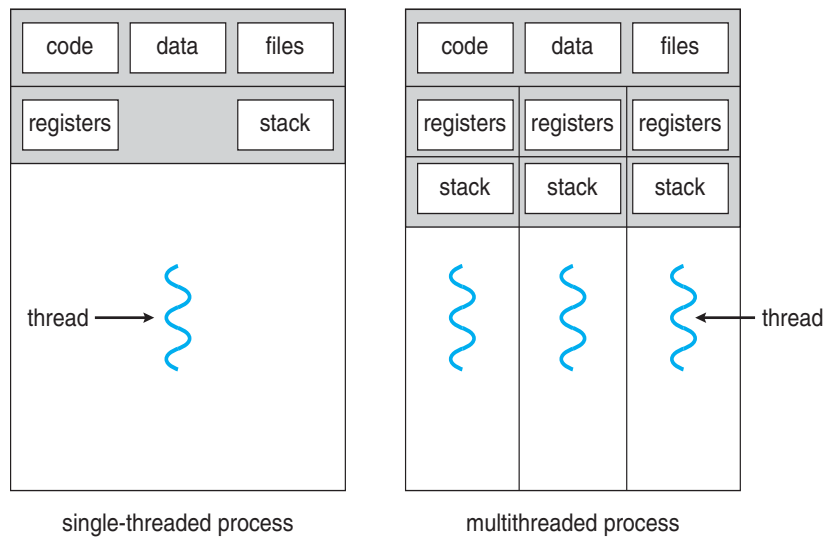 code data files
registers stack
thread
single-threaded process
code data files
registers registers registers
stack stack stack
thread
multithreaded process